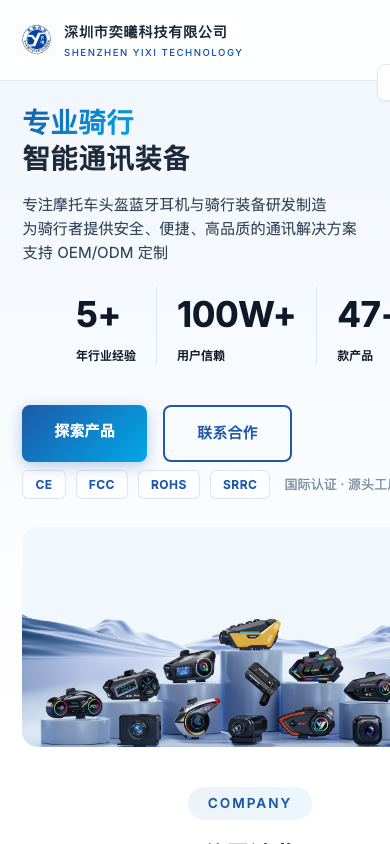 深圳市奕曦科技有限公司
SHENZHEN YIXI TECHNOLOGY
专业骑行
智能通讯装备
专注摩托车头盔蓝牙耳机与骑行装备研发制造
为骑行者提供安全、便捷、高品质的通讯解决方案
支持 OEM/ODM 定制
5+ 100W+ 47+
年行业经验 用户信赖 款产品
探索产品 联系合作
CE FCC ROHS SRRC 国际认证 · 源头工
COMPANY